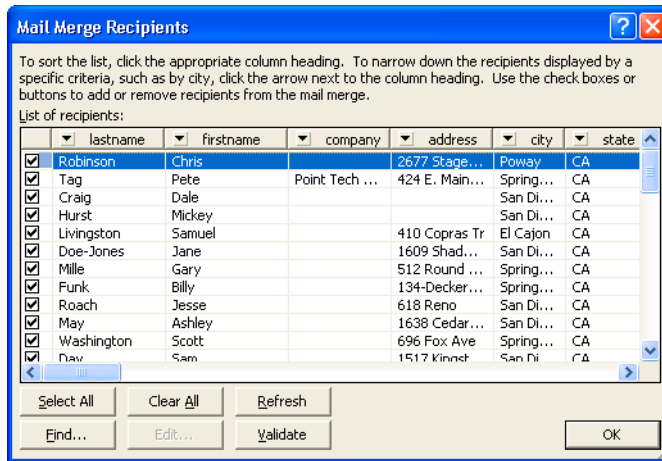 Mail Merge Recipients
To sort the list, click the appropriate column heading. To narrow down the recipients displayed by a
specific criteria, such as by city, click the arrow next to the column heading. Use the check boxes or
buttons to add or remove recipients from the mail merge.
List of recipients:
lastname firstname company address city state
Robinson Chris 2677 Stage... Poway CA
Tag Pete Point Tech ... 424 E. Main... Spring... CA
Craig Dale San Di... CA
Hurst Mickey San Di... CA
Livingston Samuel 410 Copras Tr El Cajon CA
Doe-Jones Jane 1609 Shad... San Di... CA
Mille Gary 512 Round ... Spring... CA
Funk Billy 134-Decker... Spring... CA
Roach Jesse 618 Reno San Di... CA
May Ashley 1638 Cedar... San Di... CA
Washington Scott 696 Fox Ave Spring... CA
Day Sam 1517 Kingst... San Di... CA
Select All Clear All Refresh
Find... Edit... Validate OK